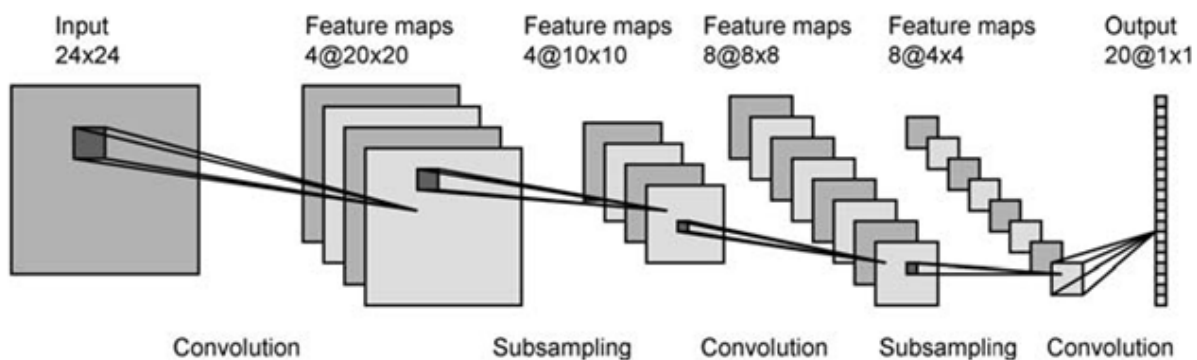 Input
24x24
Feature maps
4@20x20
Feature maps
4@10x10
Feature maps
8@8x8
Feature maps
8@4x4
Output
20@1x1
Convolution
Subsampling
Convolution
Subsampling
Convolution